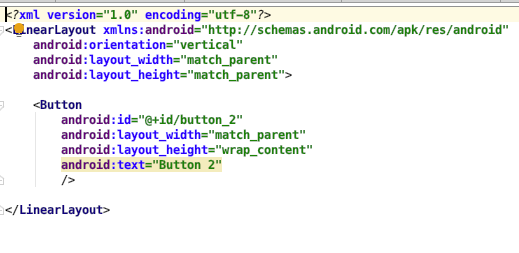 <?xml version="1.0" encoding="utf-8"?>
<LinearLayout xmlns:android="http://schemas.android.com/apk/res/android"
    android:orientation="vertical"
    android:layout_width="match_parent"
    android:layout_height="match_parent">

    <Button
        android:id="@+id/button_2"
        android:layout_width="match_parent"
        android:layout_height="wrap_content"
        android:text="Button 2"
        />

</LinearLayout>